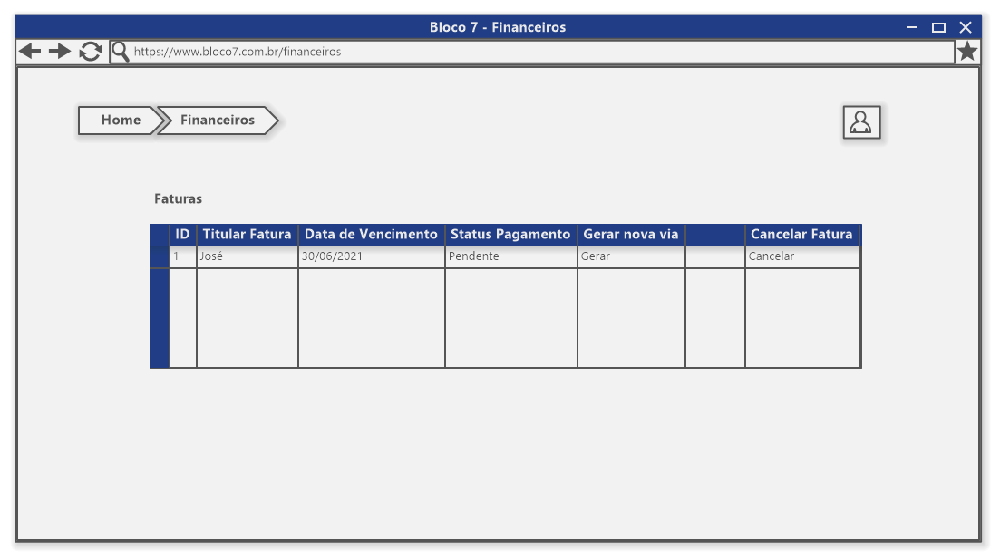 Bloco 7 - Financeiros
https://www.bloco7.com.br/financeiros
Home Financeiros
Faturas
ID Titular Fatura Data de Vencimento Status Pagamento Gerar nova via Cancelar Fatura
1 José 30/06/2021 Pendente Gerar Cancelar